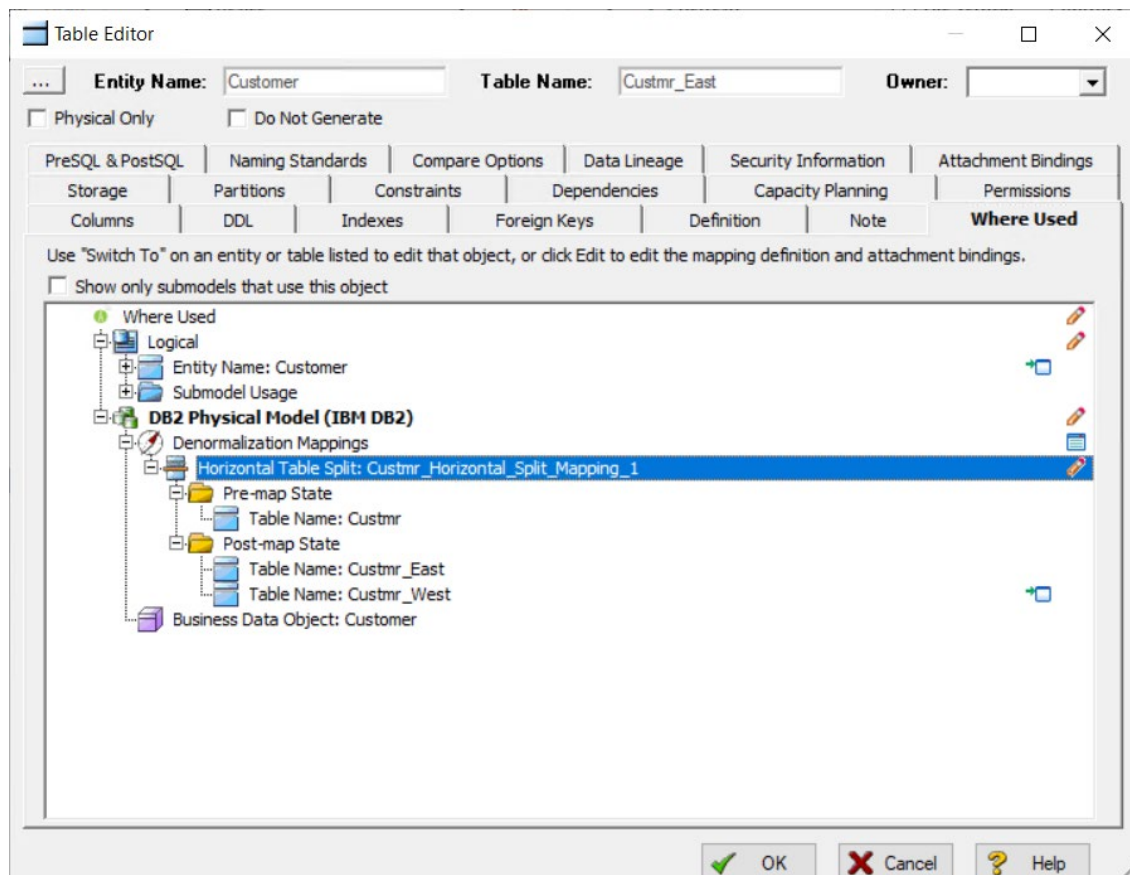 Table Editor
... Entity Name: Customer Table Name: Custmr_East Owner:
Physical Only Do Not Generate
PreSQL & PostSQL Naming Standards Compare Options Data Lineage Security Information Attachment Bindings
Storage Partitions Constraints Dependencies Capacity Planning Permissions
Columns DDL Indexes Foreign Keys Definition Note Where Used
Use "Switch To" on an entity or table listed to edit that object, or click Edit to edit the mapping definition and attachment bindings.
Show only submodels that use this object
Where Used
Logical
Entity Name: Customer
Submodel Usage
DB2 Physical Model (IBM DB2)
Denormalization Mappings
Horizontal Table Split: Custmr_Horizontal_Split_Mapping_1
Pre-map State
Table Name: Custmr
Post-map State
Table Name: Custmr_East
Table Name: Custmr_West
Business Data Object: Customer
OK Cancel Help